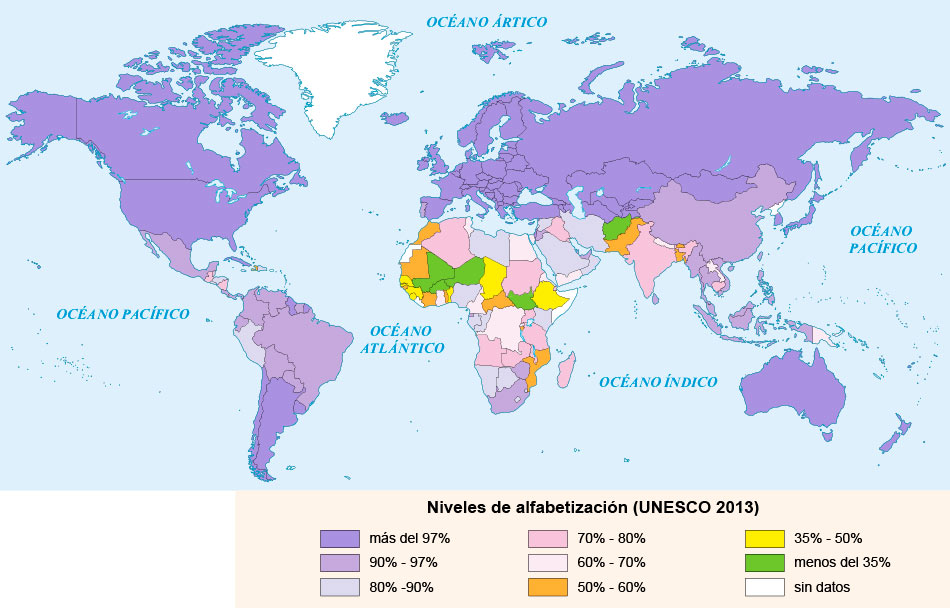 OCÉANO ÁRTICO
OCÉANO
PACÍFICO
OCÉANO PACÍFICO
OCÉANO
ATLÁNTICO
OCÉANO ÍNDICO
Niveles de alfabetización (UNESCO 2013)
más del 97%
70% - 80%
35% - 50%
90% - 97%
60% - 70%
menos del 35%
80% -90%
50% - 60%
sin datos